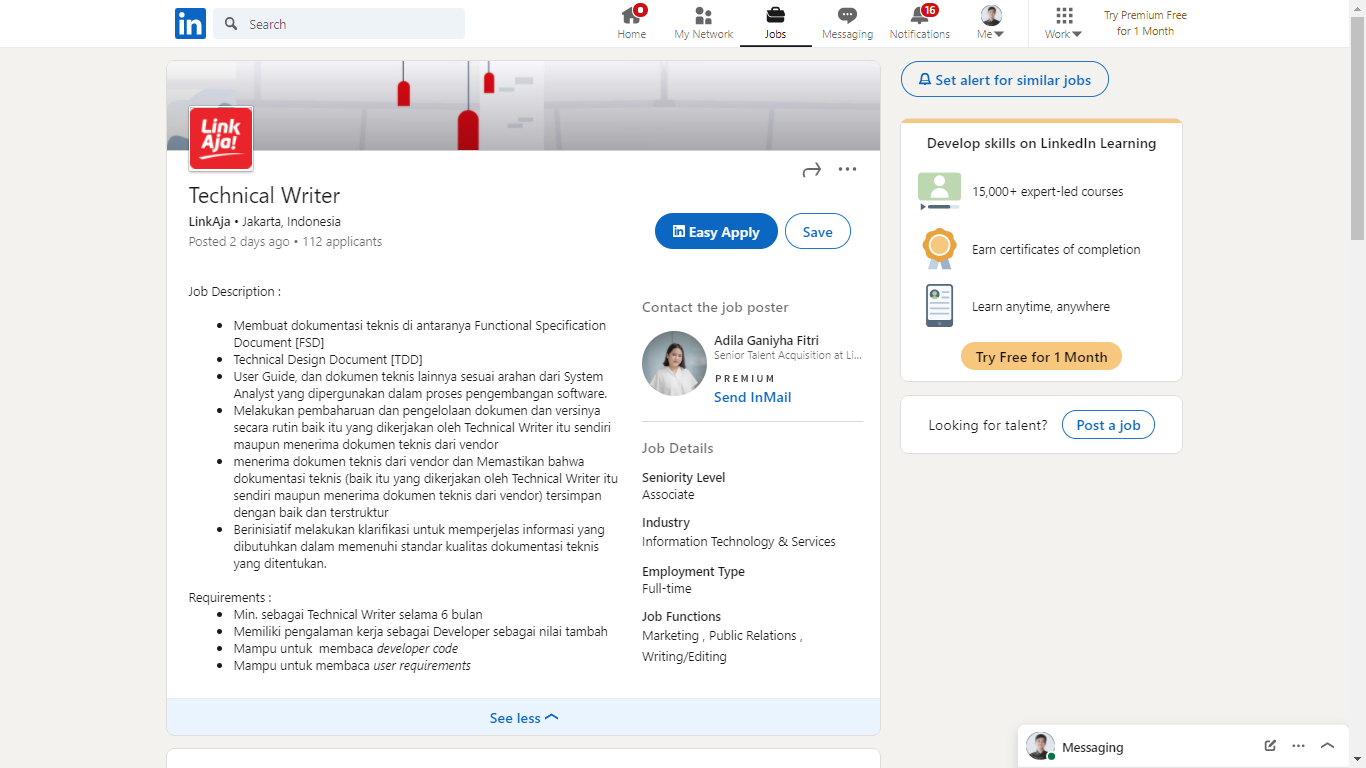 in
Search
Home
My Network
Jobs
Messaging
16
Notifications
Me
Work
Try Premium Free
for 1 Month
Link
Aja!
Technical Writer
LinkAja • Jakarta, Indonesia
Posted 2 days ago • 112 applicants
in Easy Apply
Save
Job Description :
• Membuat dokumentasi teknis di antaranya Functional Specification
Document [FSD]
• Technical Design Document [TDD]
• User Guide, dan dokumen teknis lainnya sesuai arahan dari System
Analyst yang dipergunakan dalam proses pengembangan software.
• Melakukan pembaharuan dan pengelolaan dokumen dan versinya
secara rutin baik itu yang dikerjakan oleh Technical Writer itu sendiri
maupun menerima dokumen teknis dari vendor
• menerima dokumen teknis dari vendor dan Memastikan bahwa
dokumentasi teknis (baik itu yang dikerjakan oleh Technical Writer itu
sendiri maupun menerima dokumen teknis dari vendor) tersimpan
dengan baik dan terstruktur
• Berinisiatif melakukan klarifikasi untuk memperjelas informasi yang
dibutuhkan dalam memenuhi standar kualitas dokumentasi teknis
yang ditentukan.
Requirements :
• Min. sebagai Technical Writer selama 6 bulan
• Memiliki pengalaman kerja sebagai Developer sebagai nilai tambah
• Mampu untuk  membaca developer code
• Mampu untuk membaca user requirements
See less
Contact the job poster
Adila Ganiyha Fitri
Senior Talent Acquisition at Li...
PREMIUM
Send InMail
Job Details
Seniority Level
Associate
Industry
Information Technology & Services
Employment Type
Full-time
Job Functions
Marketing , Public Relations ,
Writing/Editing
Set alert for similar jobs
Develop skills on LinkedIn Learning
15,000+ expert-led courses
Earn certificates of completion
Learn anytime, anywhere
Try Free for 1 Month
Looking for talent?
Post a job
Messaging